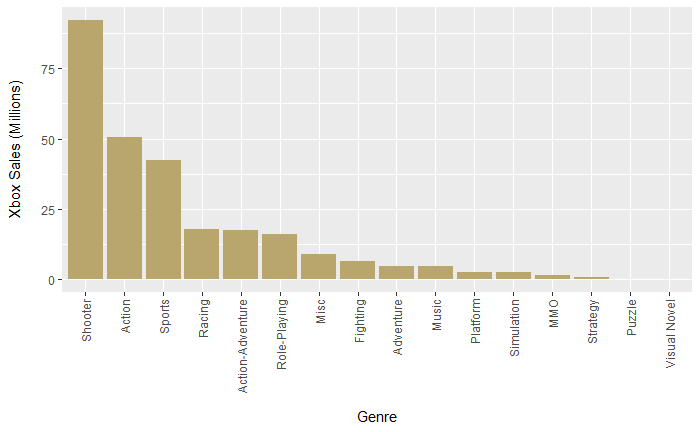 Xbox Sales (Millions)
75
50
25
0
Shooter
Action
Sports
Racing
Action-Adventure
Role-Playing
Misc
Fighting
Adventure
Music
Platform
Simulation
MMO
Strategy
Puzzle
Visual Novel
Genre